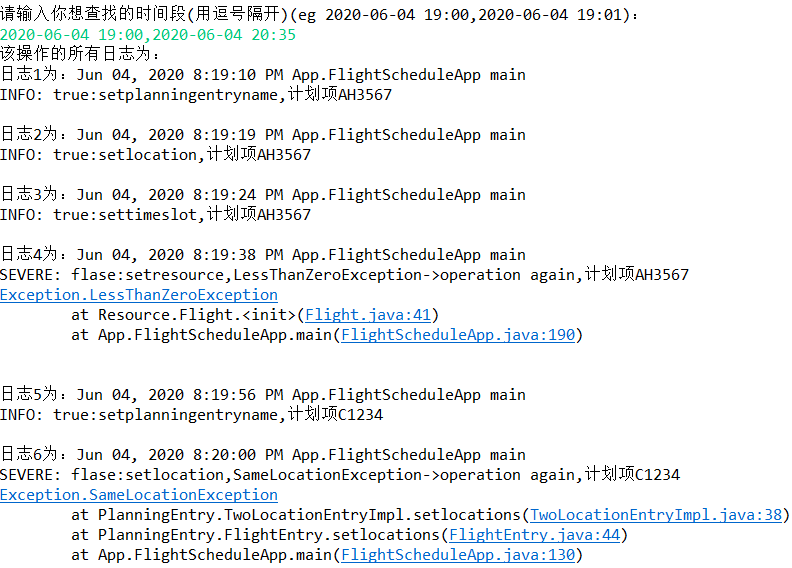 请输入你想查找的时间段(用逗号隔开)(eg 2020-06-04 19:00,2020-06-04 19:01):
2020-06-04 19:00,2020-06-04 20:35
该操作的所有日志为:
日志1为: Jun 04, 2020 8:19:10 PM App.FlightScheduleApp main
INFO: true:setplanningentryname,计划项AH3567
日志2为: Jun 04, 2020 8:19:19 PM App.FlightScheduleApp main
INFO: true:setlocation,计划项AH3567
日志3为: Jun 04, 2020 8:19:24 PM App.FlightScheduleApp main
INFO: true:settimeslot,计划项AH3567
日志4为: Jun 04, 2020 8:19:38 PM App.FlightScheduleApp main
SEVERE: flase:setresource,LessThanZeroException->operation again,计划项AH3567
Exception.LessThanZeroException
at Resource.Flight.<init>(Flight.java:41)
at App.FlightScheduleApp.main(FlightScheduleApp.java:190)
日志5为: Jun 04, 2020 8:19:56 PM App.FlightScheduleApp main
INFO: true:setplanningentryname,计划项C1234
日志6为: Jun 04, 2020 8:20:00 PM App.FlightScheduleApp main
SEVERE: flase:setlocation,SameLocationException->operation again,计划项C1234
Exception.SameLocationException
at PlanningEntry.TwoLocationEntryImpl.setlocations(TwoLocationEntryImpl.java:38)
at PlanningEntry.FlightEntry.setlocations(FlightEntry.java:44)
at App.FlightScheduleApp.main(FlightScheduleApp.java:130)